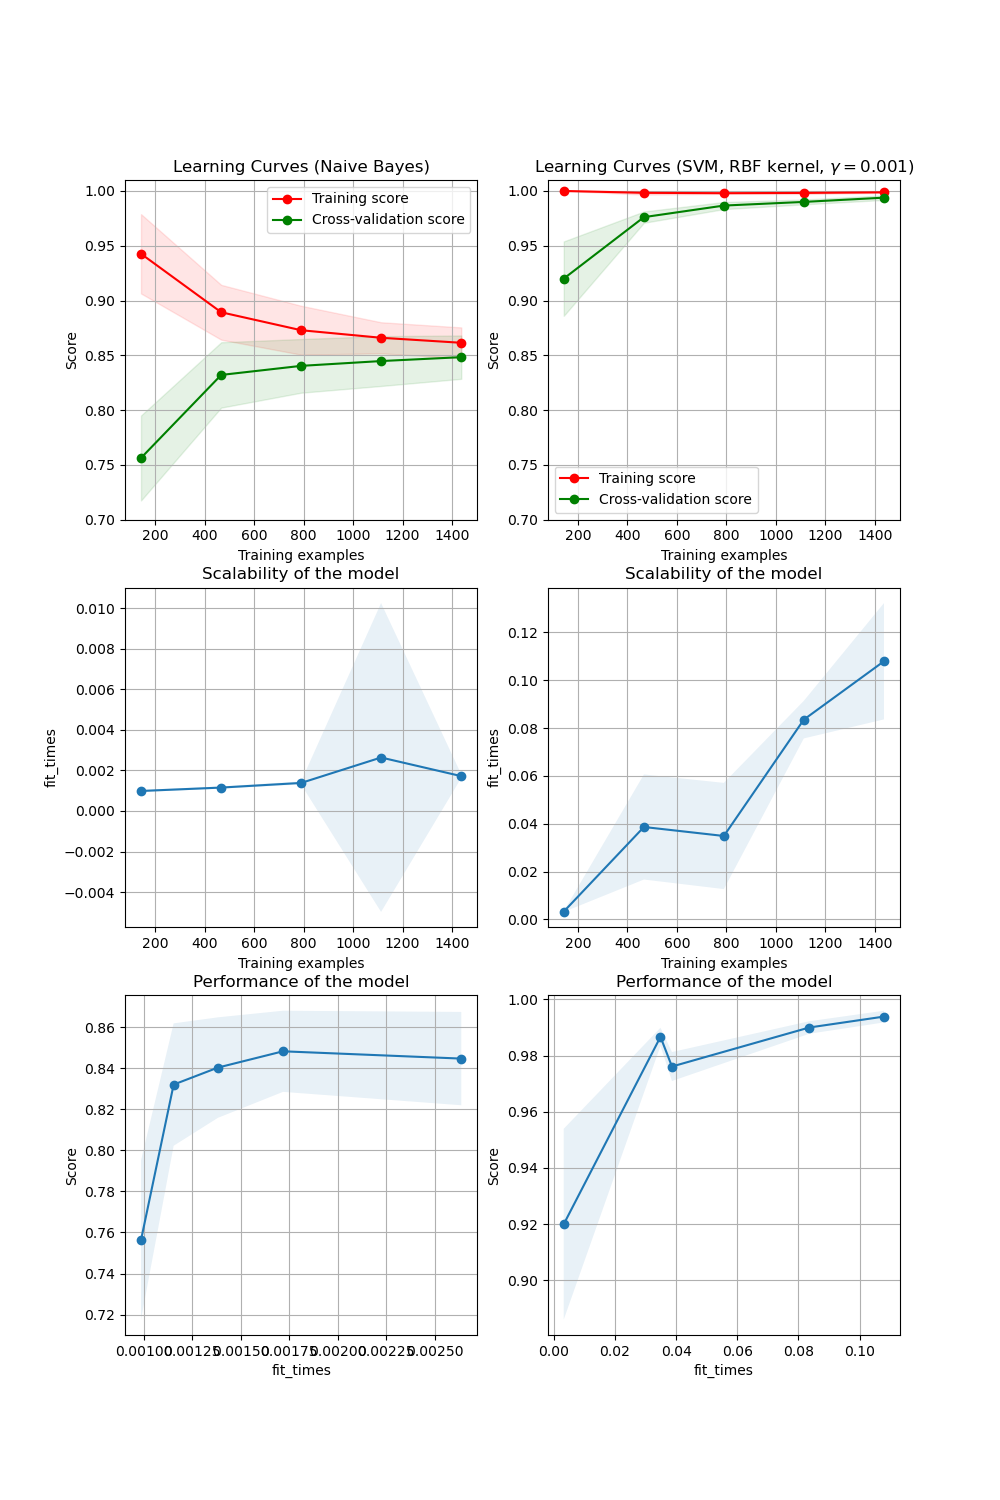 Learning Curves (Naive Bayes)
1.00
0.95
0.90
0.85
0.80
0.75
0.70
Score
Training score
Cross-validation score
200 400 600 800 1000 1200 1400
Training examples
Learning Curves (SVM, RBF kernel, γ = 0.001)
1.00
0.95
0.90
0.85
0.80
0.75
0.70
Score
Training score
Cross-validation score
200 400 600 800 1000 1200 1400
Training examples
Scalability of the model
0.010
0.008
0.006
0.004
0.002
0.000
−0.002
−0.004
fit_times
200 400 600 800 1000 1200 1400
Training examples
Scalability of the model
0.12
0.10
0.08
0.06
0.04
0.02
0.00
fit_times
200 400 600 800 1000 1200 1400
Training examples
Performance of the model
0.86
0.84
0.82
0.80
0.78
0.76
0.74
0.72
Score
0.00100 0.00125 0.00150 0.00175 0.00200 0.00225 0.00250
fit_times
Performance of the model
1.00
0.98
0.96
0.94
0.92
0.90
Score
0.00 0.02 0.04 0.06 0.08 0.10
fit_times